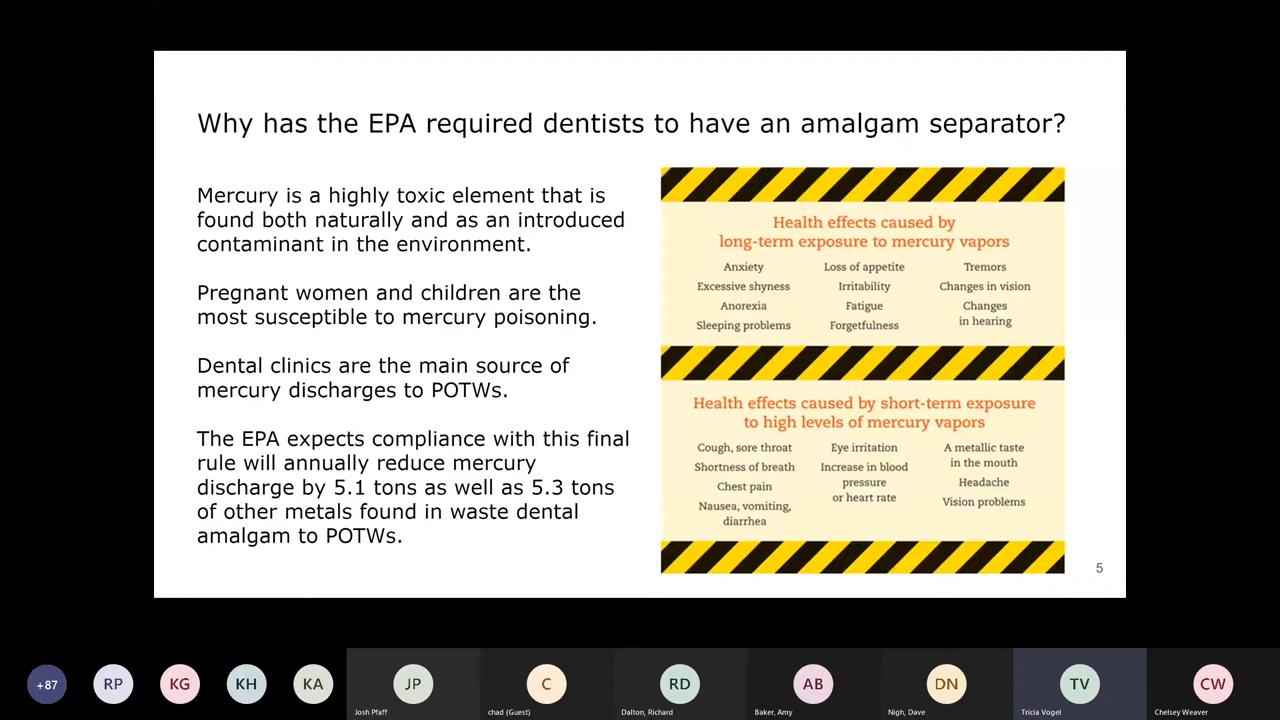 Why has the EPA required dentists to have an amalgam separator?
Mercury is a highly toxic element that is
found both naturally and as an introduced
contaminant in the environment.
Pregnant women and children are the
most susceptible to mercury poisoning.
Dental clinics are the main source of
mercury discharges to POTWs.
The EPA expects compliance with this final
rule will annually reduce mercury
discharge by 5.1 tons as well as 5.3 tons
of other metals found in waste dental
amalgam to POTWs.
Health effects caused by
long-term exposure to mercury vapors
Anxiety
Excessive shyness
Anorexia
Sleeping problems
Loss of appetite
Irritability
Fatigue
Forgetfulness
Tremors
Changes in vision
Changes
in hearing
Health effects caused by short-term exposure
to high levels of mercury vapors
Cough, sore throat
Shortness of breath
Chest pain
Nausea, vomiting,
diarrhea
Eye irritation
Increase in blood
pressure
or heart rate
A metallic taste
in the mouth
Headache
Vision problems
5
+87
RP
KG
KH
KA
JP
Josh Pfaff
C
chad (Guest)
RD
Dalton, Richard
AB
Baker, Amy
DN
Nigh, Dave
TV
Tricia Vogel
CW
Chelsey Weaver